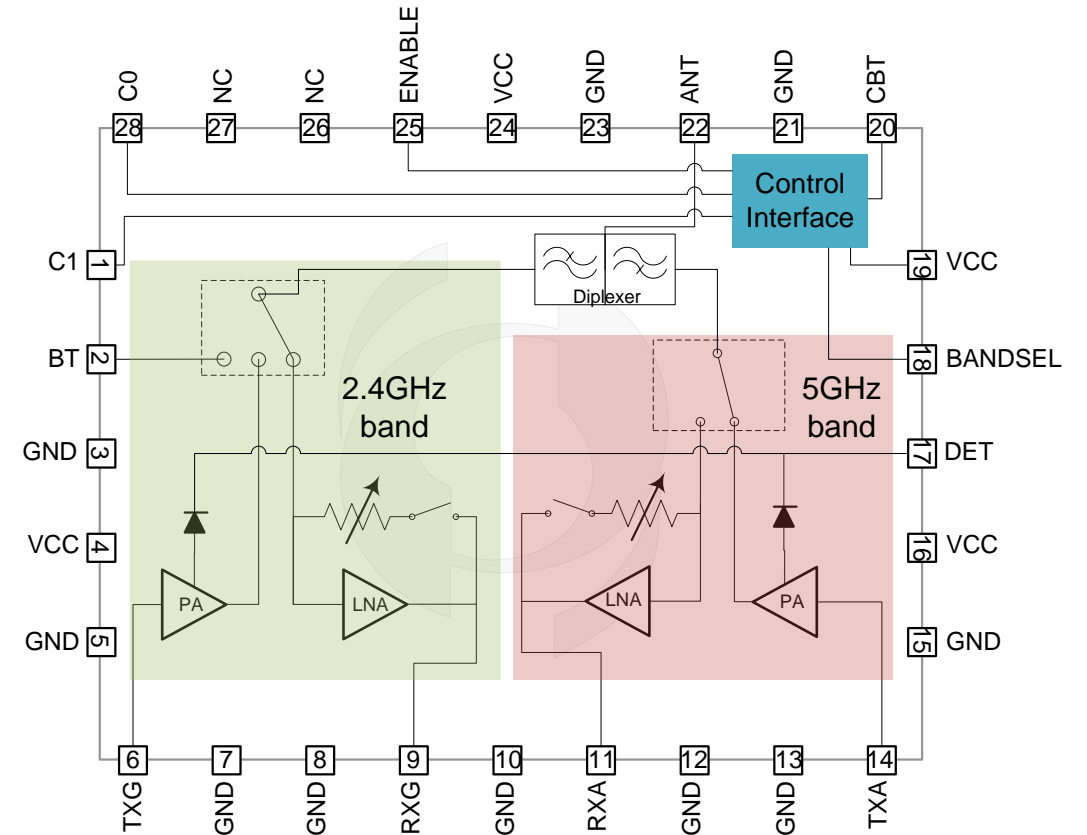 C0
NC
NC
ENABLE
VCC
GND
ANT
GND
CBT
28
27
26
25
24
23
22
21
20
Control
Interface
C1
1
19
VCC
Diplexer
BT
2
18
BANDSEL
2.4GHz
band
5GHz
band
GND
3
17
DET
VCC
4
16
VCC
PA
LNA
LNA
PA
GND
5
15
GND
6
7
8
9
10
11
12
13
14
TXG
GND
GND
RXG
GND
RXA
GND
GND
TXA